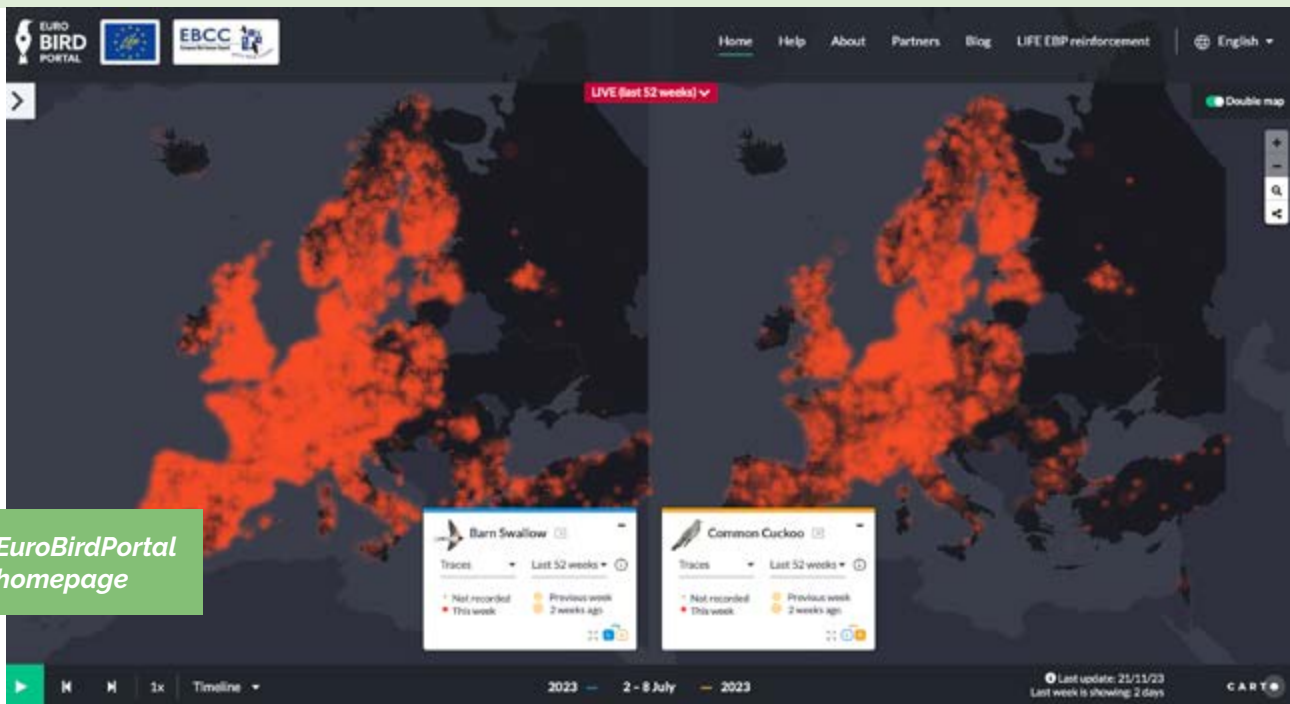 EURO
BIRD
PORTAL
EBCC
Home Help About Partners Blog LIFE EBP reinforcement English
LIVE (last 52 weeks)
Double map
EuroBirdPortal
homepage
Barn Swallow
Traces Last 52 weeks
Not recorded Previous week
This week 2 weeks ago
Common Cuckoo
Traces Last 52 weeks
Not recorded Previous week
This week 2 weeks ago
1x Timeline 2023 2 - 8 July 2023
Last update: 21/11/23
Last week is showing: 2 days
CARTO